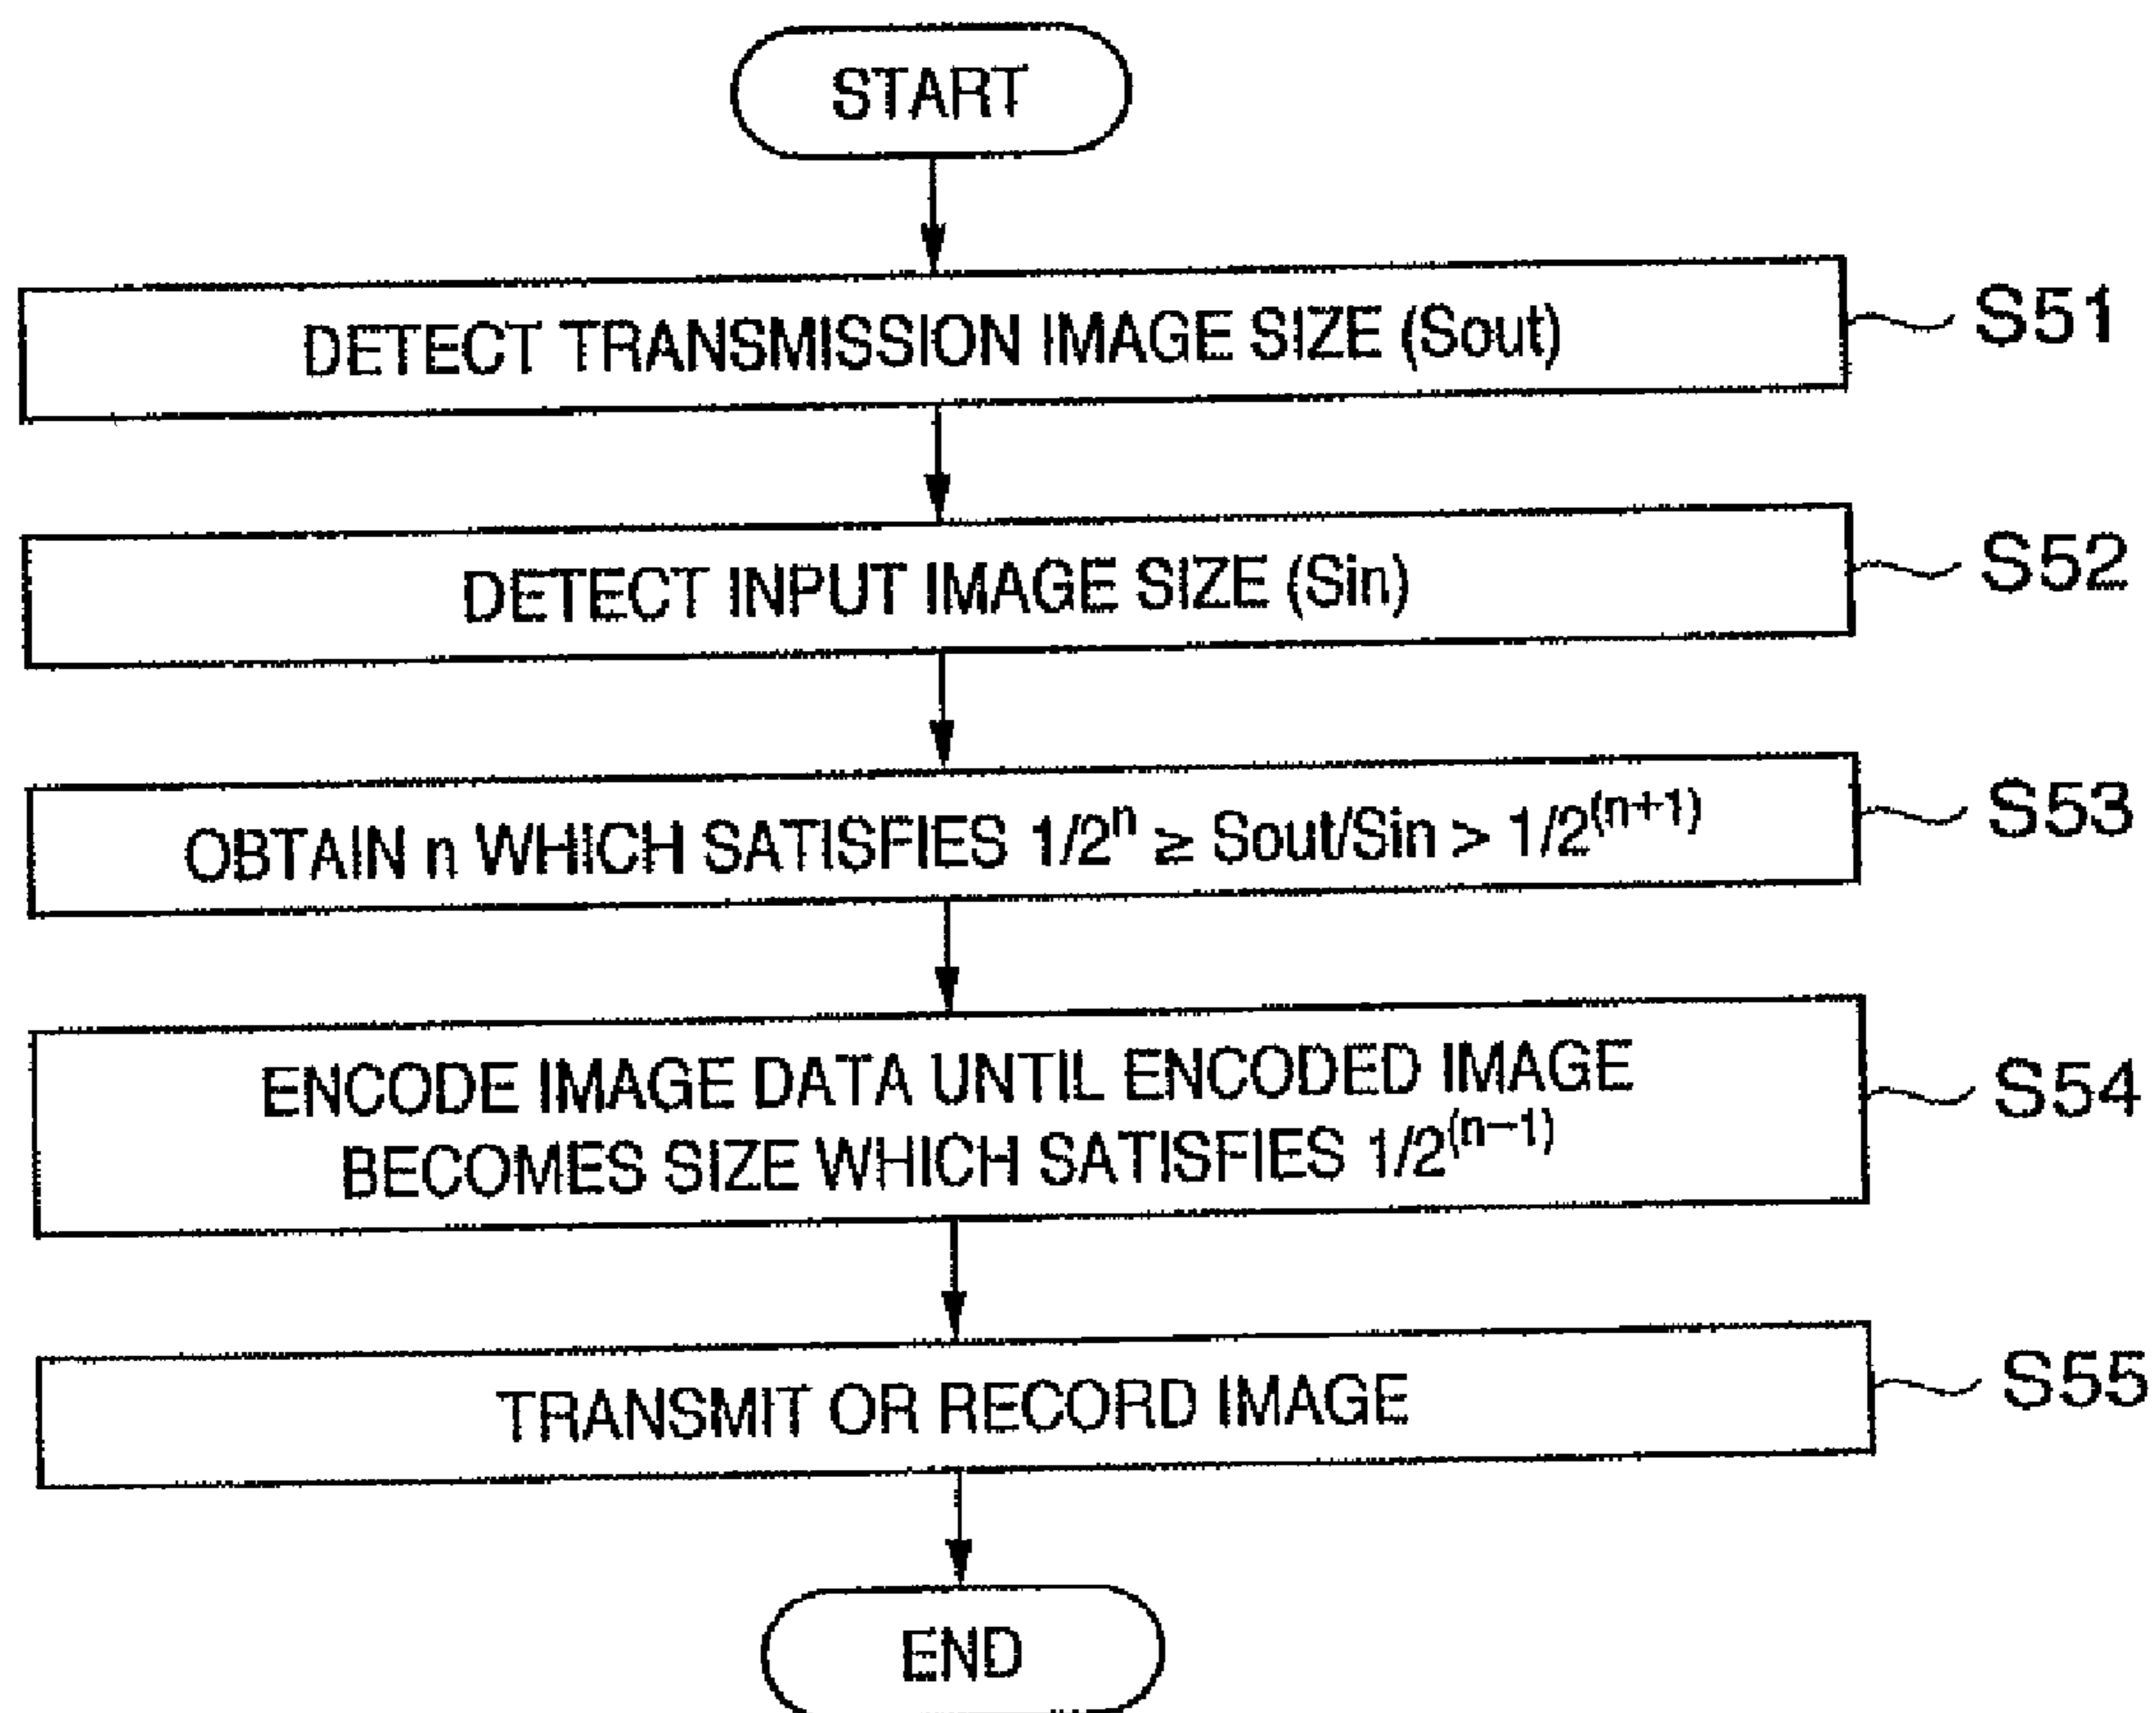 START
DETECT TRANSMISSION IMAGE SIZE (Sout)
S51
DETECT INPUT IMAGE SIZE (Sin)
S52
OBTAIN n WHICH SATISFIES 1/2^n ≥ Sout/Sin > 1/2^(n+1)
S53
ENCODE IMAGE DATA UNTIL ENCODED IMAGE
BECOMES SIZE WHICH SATISFIES 1/2^(n−1)
S54
TRANSMIT OR RECORD IMAGE
S55
END